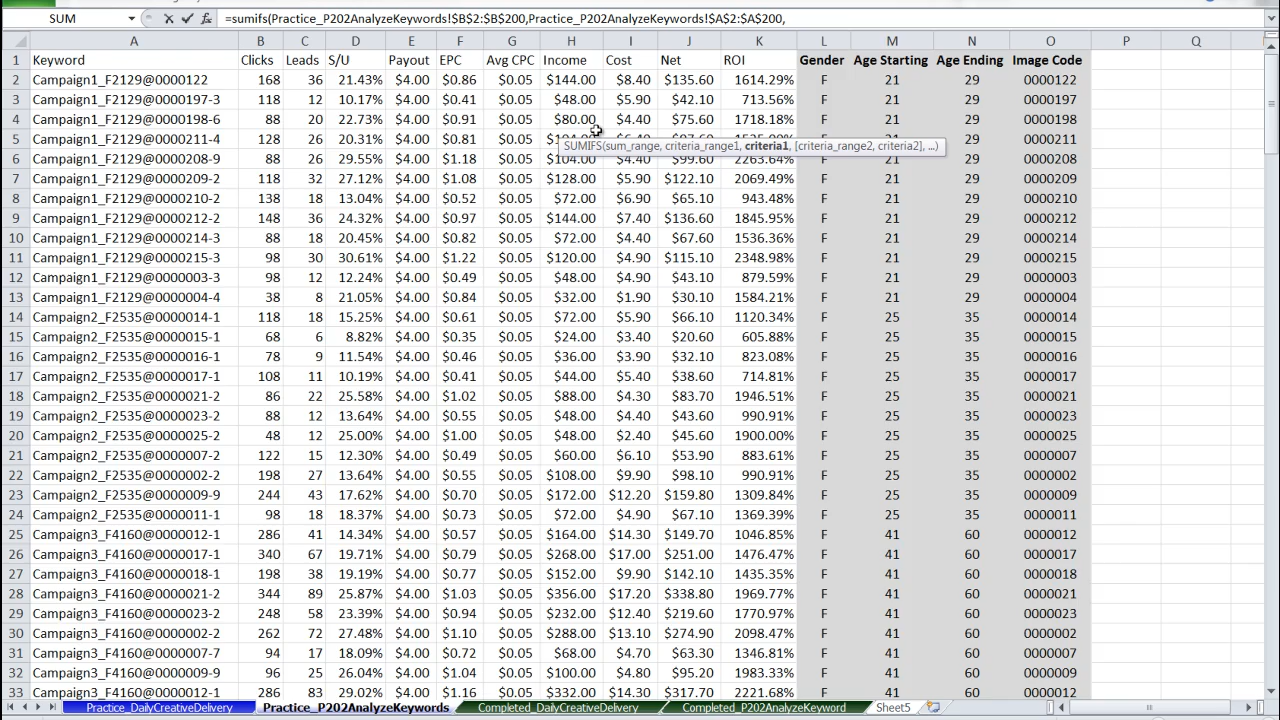 SUM =sumifs(Practice_P202AnalyzeKeywords!$B$2:$B$200,Practice_P202AnalyzeKeywords!$A$2:$A$200,
A B C D E F G H I J K L M N O P Q
1 Keyword Clicks Leads S/U Payout EPC Avg CPC Income Cost Net ROI Gender Age Starting Age Ending Image Code
2 Campaign1_F2129@0000122 168 36 21.43% $4.00 $0.86 $0.05 $144.00 $8.40 $135.60 1614.29% F 21 29 0000122
3 Campaign1_F2129@0000197-3 118 12 10.17% $4.00 $0.41 $0.05 $48.00 $5.90 $42.10 713.56% F 21 29 0000197
4 Campaign1_F2129@0000198-6 88 20 22.73% $4.00 $0.91 $0.05 $80.00 $4.40 $75.60 1718.18% F 21 29 0000198
5 Campaign1_F2129@0000211-4 128 26 20.31% $4.00 $0.81 $0.05 29 0000211
SUMIFS(sum_range, criteria_range1, criteria1, [criteria_range2, criteria2], ...)
6 Campaign1_F2129@0000208-9 88 26 29.55% $4.00 $1.18 $0.05 $104.00 $4.40 $99.60 2263.64% F 21 29 0000208
7 Campaign1_F2129@0000209-2 118 32 27.12% $4.00 $1.08 $0.05 $128.00 $5.90 $122.10 2069.49% F 21 29 0000209
8 Campaign1_F2129@0000210-2 138 18 13.04% $4.00 $0.52 $0.05 $72.00 $6.90 $65.10 943.48% F 21 29 0000210
9 Campaign1_F2129@0000212-2 148 36 24.32% $4.00 $0.97 $0.05 $144.00 $7.40 $136.60 1845.95% F 21 29 0000212
10 Campaign1_F2129@0000214-3 88 18 20.45% $4.00 $0.82 $0.05 $72.00 $4.40 $67.60 1536.36% F 21 29 0000214
11 Campaign1_F2129@0000215-3 98 30 30.61% $4.00 $1.22 $0.05 $120.00 $4.90 $115.10 2348.98% F 21 29 0000215
12 Campaign1_F2129@0000003-3 98 12 12.24% $4.00 $0.49 $0.05 $48.00 $4.90 $43.10 879.59% F 21 29 0000003
13 Campaign1_F2129@0000004-4 38 8 21.05% $4.00 $0.84 $0.05 $32.00 $1.90 $30.10 1584.21% F 21 29 0000004
14 Campaign2_F2535@0000014-1 118 18 15.25% $4.00 $0.61 $0.05 $72.00 $5.90 $66.10 1120.34% F 25 35 0000014
15 Campaign2_F2535@0000015-1 68 6 8.82% $4.00 $0.35 $0.05 $24.00 $3.40 $20.60 605.88% F 25 35 0000015
16 Campaign2_F2535@0000016-1 78 9 11.54% $4.00 $0.46 $0.05 $36.00 $3.90 $32.10 823.08% F 25 35 0000016
17 Campaign2_F2535@0000017-1 108 11 10.19% $4.00 $0.41 $0.05 $44.00 $5.40 $38.60 714.81% F 25 35 0000017
18 Campaign2_F2535@0000021-2 86 22 25.58% $4.00 $1.02 $0.05 $88.00 $4.30 $83.70 1946.51% F 25 35 0000021
19 Campaign2_F2535@0000023-2 88 12 13.64% $4.00 $0.55 $0.05 $48.00 $4.40 $43.60 990.91% F 25 35 0000023
20 Campaign2_F2535@0000025-2 48 12 25.00% $4.00 $1.00 $0.05 $48.00 $2.40 $45.60 1900.00% F 25 35 0000025
21 Campaign2_F2535@0000007-2 122 15 12.30% $4.00 $0.49 $0.05 $60.00 $6.10 $53.90 883.61% F 25 35 0000007
22 Campaign2_F2535@0000002-2 198 27 13.64% $4.00 $0.55 $0.05 $108.00 $9.90 $98.10 990.91% F 25 35 0000002
23 Campaign2_F2535@0000009-9 244 43 17.62% $4.00 $0.70 $0.05 $172.00 $12.20 $159.80 1309.84% F 25 35 0000009
24 Campaign2_F2535@0000011-1 98 18 18.37% $4.00 $0.73 $0.05 $72.00 $4.90 $67.10 1369.39% F 25 35 0000011
25 Campaign3_F4160@0000012-1 286 41 14.34% $4.00 $0.57 $0.05 $164.00 $14.30 $149.70 1046.85% F 41 60 0000012
26 Campaign3_F4160@0000017-1 340 67 19.71% $4.00 $0.79 $0.05 $268.00 $17.00 $251.00 1476.47% F 41 60 0000017
27 Campaign3_F4160@0000018-1 198 38 19.19% $4.00 $0.77 $0.05 $152.00 $9.90 $142.10 1435.35% F 41 60 0000018
28 Campaign3_F4160@0000021-2 344 89 25.87% $4.00 $1.03 $0.05 $356.00 $17.20 $338.80 1969.77% F 41 60 0000021
29 Campaign3_F4160@0000023-2 248 58 23.39% $4.00 $0.94 $0.05 $232.00 $12.40 $219.60 1770.97% F 41 60 0000023
30 Campaign3_F4160@0000002-2 262 72 27.48% $4.00 $1.10 $0.05 $288.00 $13.10 $274.90 2098.47% F 41 60 0000002
31 Campaign3_F4160@0000007-7 94 17 18.09% $4.00 $0.72 $0.05 $68.00 $4.70 $63.30 1346.81% F 41 60 0000007
32 Campaign3_F4160@0000009-9 96 25 26.04% $4.00 $1.04 $0.05 $100.00 $4.80 $95.20 1983.33% F 41 60 0000009
33 Campaign3_F4160@0000012-1 286 83 29.02% $4.00 $1.16 $0.05 $332.00 $14.30 $317.70 2221.68% F 41 60 0000012
Practice_DailyCreativeDelivery Practice_P202AnalyzeKeywords Completed_DailyCreativeDelivery Completed_P202AnalyzeKeyword Sheet5